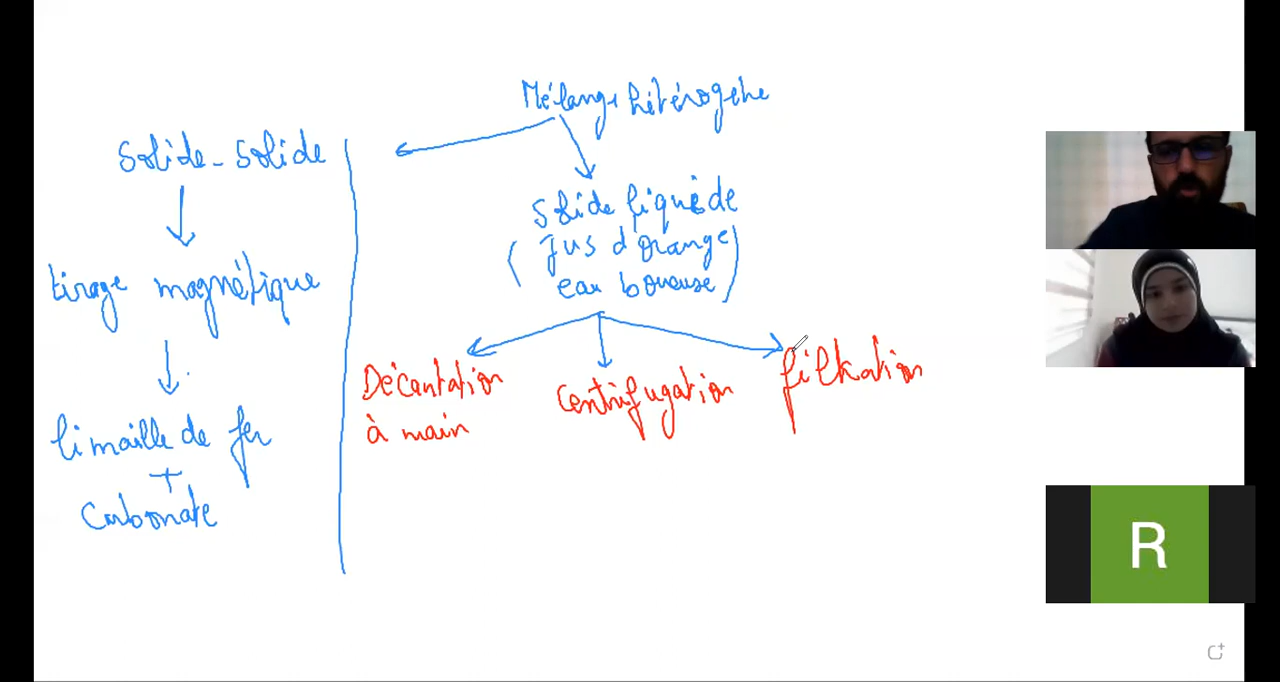 Mélange hétérogène
Solide - Solide
Solide liquide
( Jus d'orange
eau boueuse )
tirage magnétique
Décantation
à main
Centrifugation
filtration
limaille de fer
+
Carbonate
R